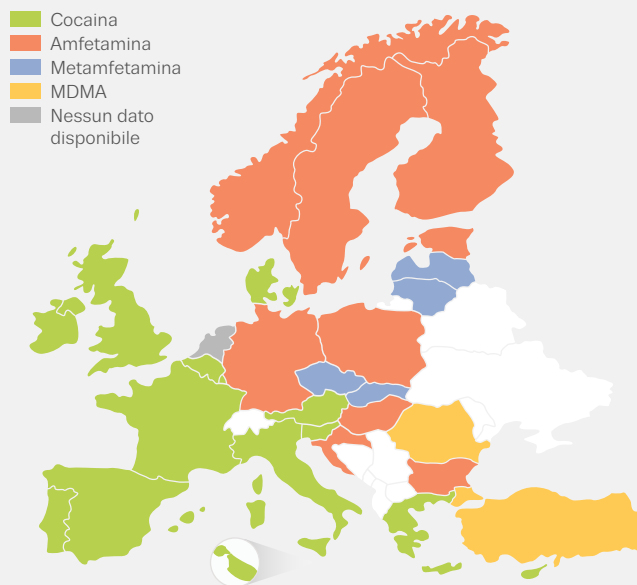 Cocaina
Amfetamina
Metamfetamina
MDMA
Nessun dato
disponibile